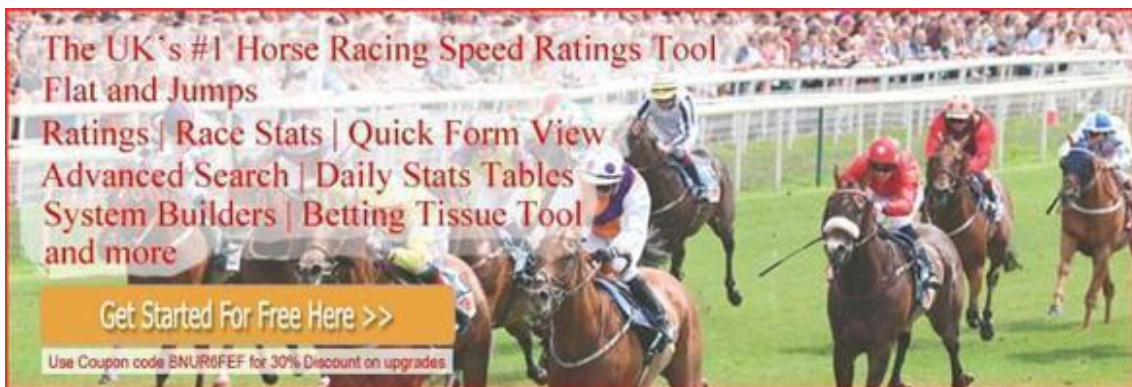 The UK`s #1 Horse Racing Speed Ratings Tool
Flat and Jumps
Ratings | Race Stats | Quick Form View
Advanced Search | Daily Stats Tables
System Builders | Betting Tissue Tool
and more
Get Started For Free Here >>
Use Coupon code BNUR6FEF for 30% Discount on upgrades